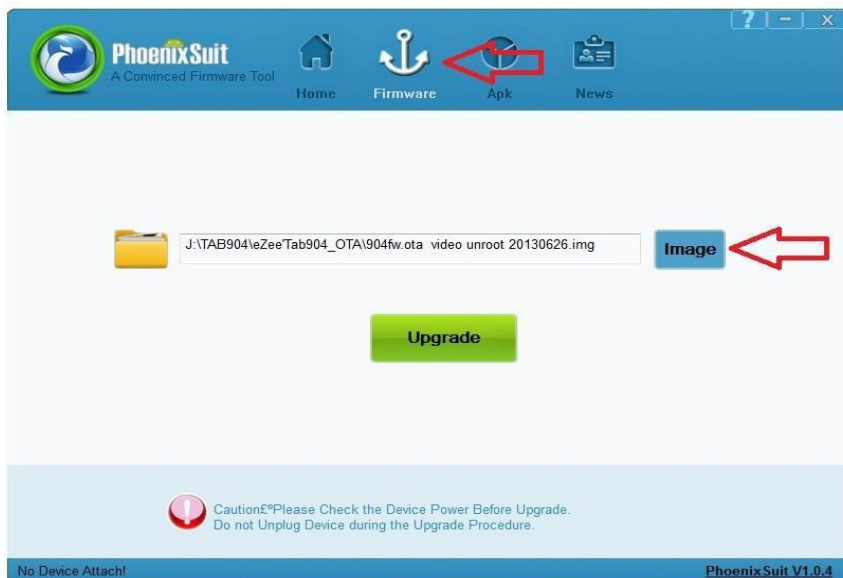 ? - x
PhoenixSuit
A Convinced Firmware Tool
Home Firmware Apk News
J:\TAB904\eZee'Tab904_OTA\904fw.ota video unroot 20130626.img
Image
Upgrade
Caution£ºPlease Check the Device Power Before Upgrade.
Do not Unplug Device during the Upgrade Procedure.
No Device Attach!
PhoenixSuit V1.0.4